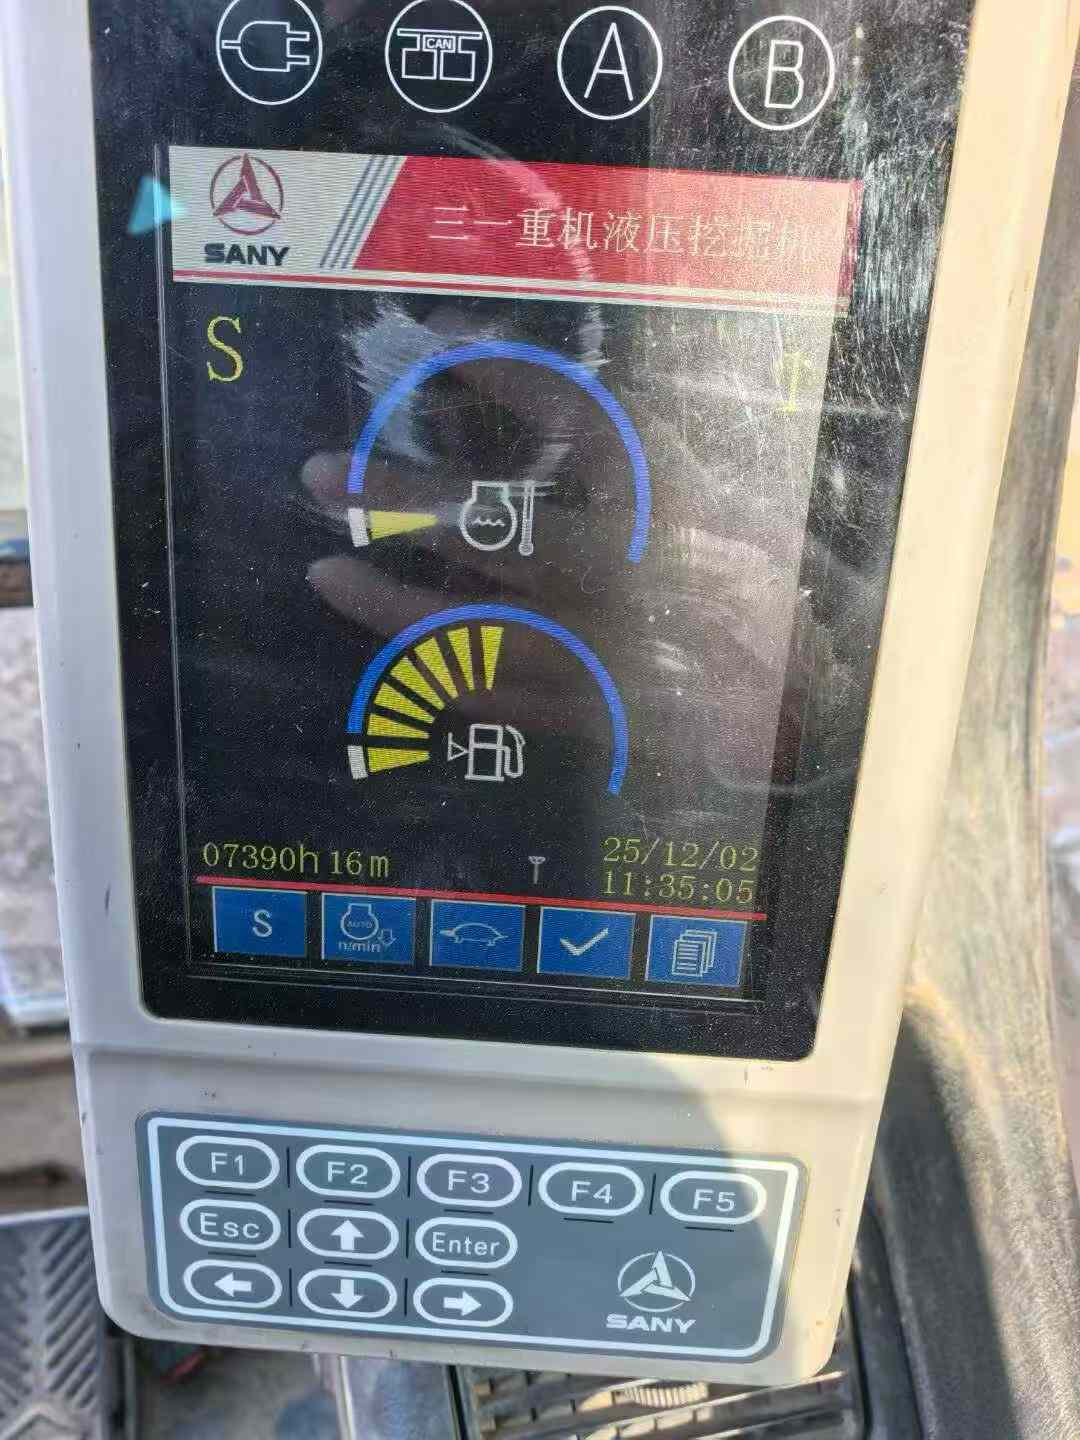 CAN
A
B
SANY
三一重机液压挖掘机
S
1
07390h 16m
25/12/02
11:35:05
S
AUTO
n/min
F1
F2
F3
F4
F5
Esc
Enter
SANY